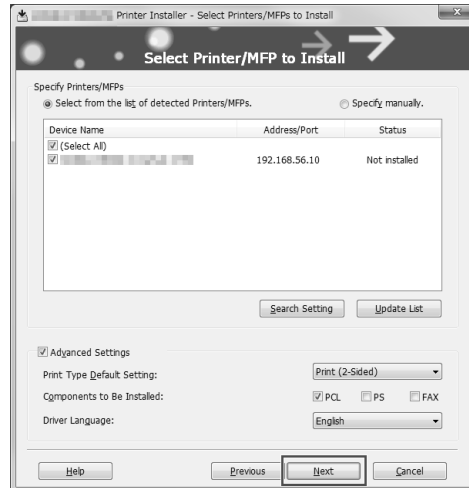 Printer Installer - Select Printers/MFPs to Install
Select Printer/MFP to Install
Specify Printers/MFPs
Select from the list of detected Printers/MFPs.
Specify manually.
Device Name Address/Port Status
(Select All)
192.168.56.10 Not installed
Search Setting Update List
Advanced Settings
Print Type Default Setting: Print (2-Sided)
Components to Be Installed: PCL PS FAX
Driver Language: English
Help Previous Next Cancel